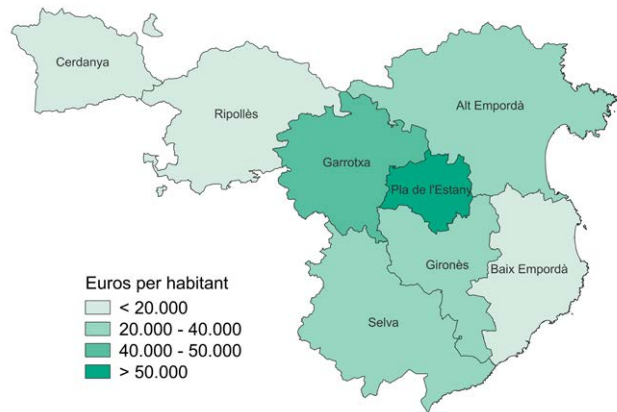 Cerdanya
Ripollès
Alt Empordà
Garrotxa
Pla de l'Estany
Gironès
Baix Empordà
Selva
Euros per habitant
< 20.000
20.000 - 40.000
40.000 - 50.000
> 50.000